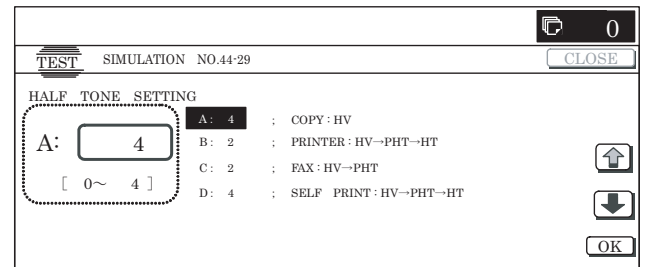 0
TEST SIMULATION NO.44-29 CLOSE
HALF TONE SETTING
A: 4 ; COPY : HV
B: 2 ; PRINTER : HV→PHT→HT
C: 2 ; FAX : HV→PHT
D: 4 ; SELF PRINT : HV→PHT→HT
A: 4
[ 0~ 4 ]
OK